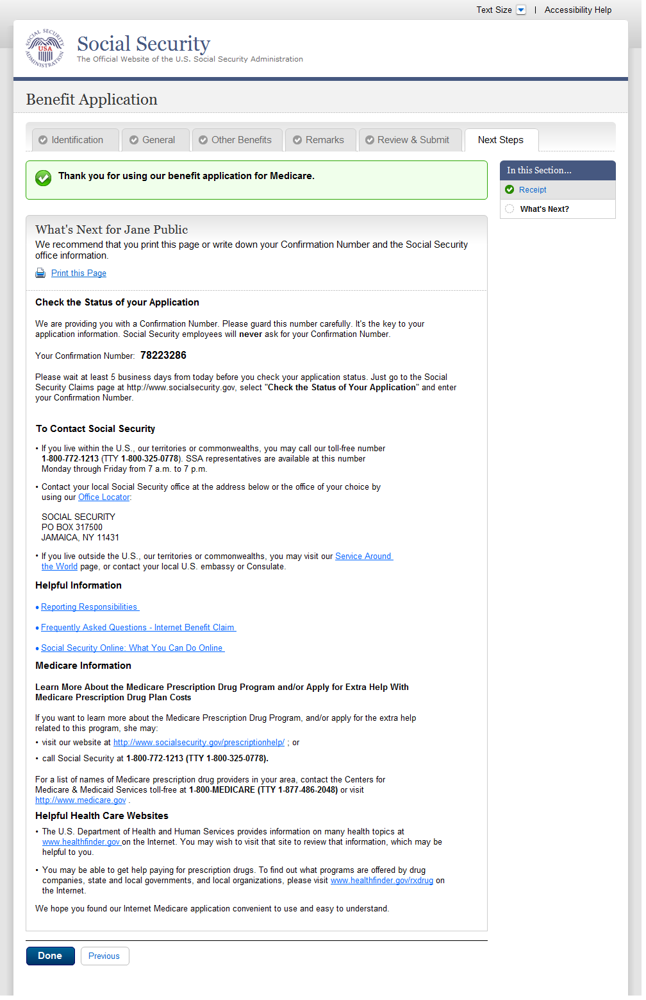 Text Size | Accessibility Help
SOCIAL SECURITY ADMINISTRATION
USA
Social Security
The Official Website of the U.S. Social Security Administration
Benefit Application
Identification General Other Benefits Remarks Review & Submit Next Steps
Thank you for using our benefit application for Medicare.
In this Section...
Receipt
What's Next?
What's Next for Jane Public
We recommend that you print this page or write down your Confirmation Number and the Social Security
office information.
Print this Page
Check the Status of your Application
We are providing you with a Confirmation Number. Please guard this number carefully. It's the key to your
application information. Social Security employees will never ask for your Confirmation Number.
Your Confirmation Number: 78223286
Please wait at least 5 business days from today before you check your application status. Just go to the Social
Security Claims page at http://www.socialsecurity.gov, select "Check the Status of Your Application" and enter
your Confirmation Number.
To Contact Social Security
• If you live within the U.S., our territories or commonwealths, you may call our toll-free number
1-800-772-1213 (TTY 1-800-325-0778). SSA representatives are available at this number
Monday through Friday from 7 a.m. to 7 p.m.
• Contact your local Social Security office at the address below or the office of your choice by
using our Office Locator:
SOCIAL SECURITY
PO BOX 317500
JAMAICA, NY 11431
• If you live outside the U.S., our territories or commonwealths, you may visit our Service Around
the World page, or contact your local U.S. embassy or Consulate.
Helpful Information
• Reporting Responsibilities
• Frequently Asked Questions - Internet Benefit Claim
• Social Security Online: What You Can Do Online
Medicare Information
Learn More About the Medicare Prescription Drug Program and/or Apply for Extra Help With
Medicare Prescription Drug Plan Costs
If you want to learn more about the Medicare Prescription Drug Program, and/or apply for the extra help
related to this program, she may:
• visit our website at http://www.socialsecurity.gov/prescriptionhelp/ ; or
• call Social Security at 1-800-772-1213 (TTY 1-800-325-0778).
For a list of names of Medicare prescription drug providers in your area, contact the Centers for
Medicare & Medicaid Services toll-free at 1-800-MEDICARE (TTY 1-877-486-2048) or visit
http://www.medicare.gov .
Helpful Health Care Websites
• The U.S. Department of Health and Human Services provides information on many health topics at
www.healthfinder.gov on the Internet. You may wish to visit that site to review that information, which may be
helpful to you.
• You may be able to get help paying for prescription drugs. To find out what programs are offered by drug
companies, state and local governments, and local organizations, please visit www.healthfinder.gov/rxdrug on
the Internet.
We hope you found our Internet Medicare application convenient to use and easy to understand.
Done Previous